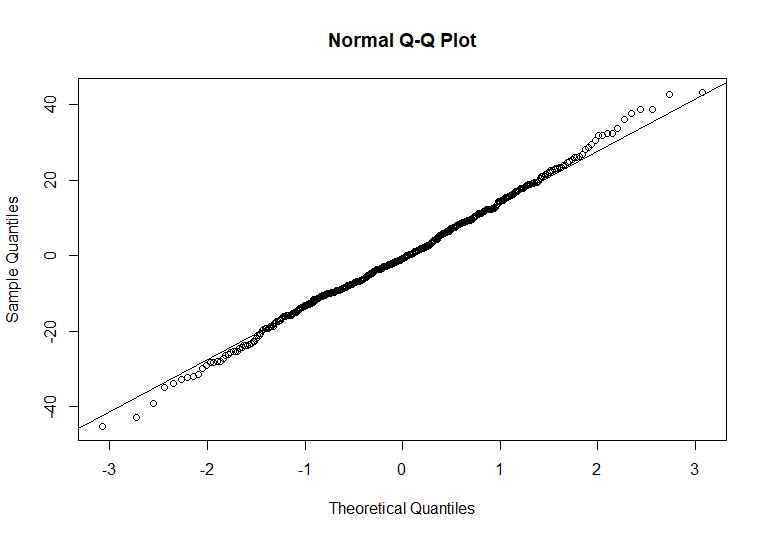 Normal Q-Q Plot
Sample Quantiles
40
20
0
-20
-40
-3 -2 -1 0 1 2 3
Theoretical Quantiles